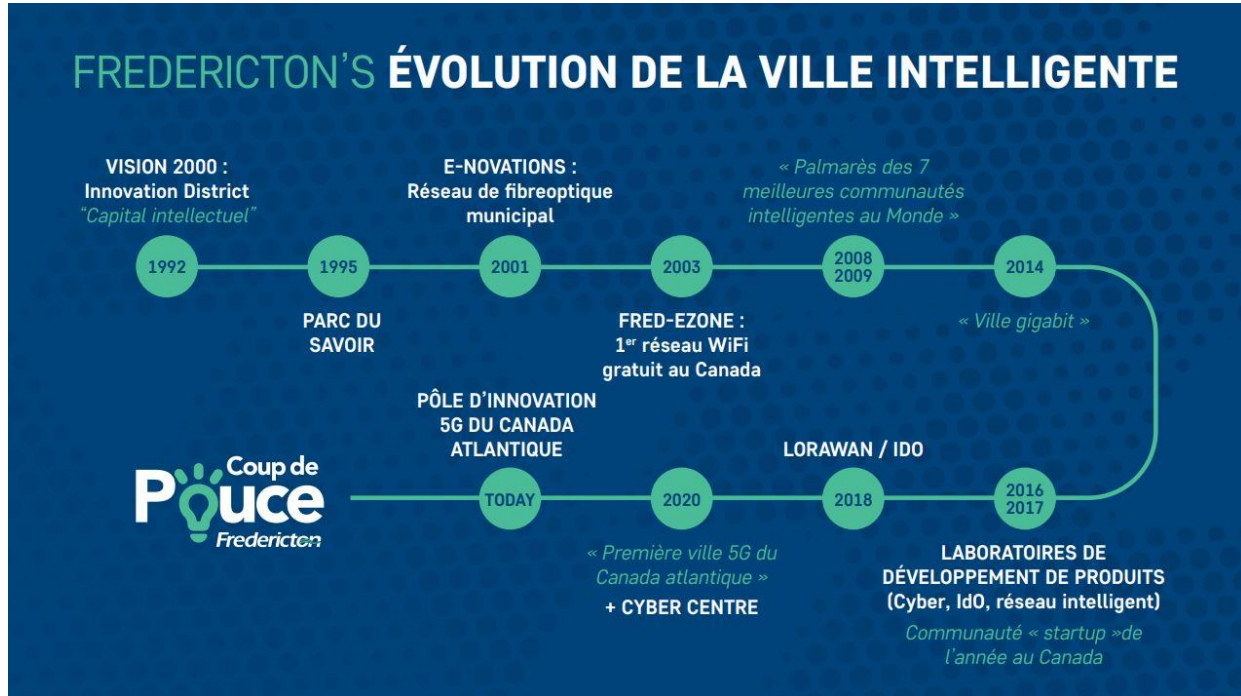 FREDERICTON'S ÉVOLUTION DE LA VILLE INTELLIGENTE
VISION 2000 :
Innovation District
"Capital intellectuel"
1992
1995
PARC DU
SAVOIR
E-NOVATIONS :
Réseau de fibreoptique
municipal
2001
2003
FRED-EZONE :
1er réseau WiFi
gratuit au Canada
« Palmarès des 7
meilleures communautés
intelligentes au Monde »
2008
2009
2014
« Ville gigabit »
2016
2017
LABORATOIRES DE
DÉVELOPPEMENT DE PRODUITS
(Cyber, IdO, réseau intelligent)
Communauté « startup »de
l'année au Canada
LORAWAN / IDO
2018
2020
« Première ville 5G du
Canada atlantique »
+ CYBER CENTRE
PÔLE D'INNOVATION
5G DU CANADA
ATLANTIQUE
TODAY
Coup de
Pouce
Fredericton